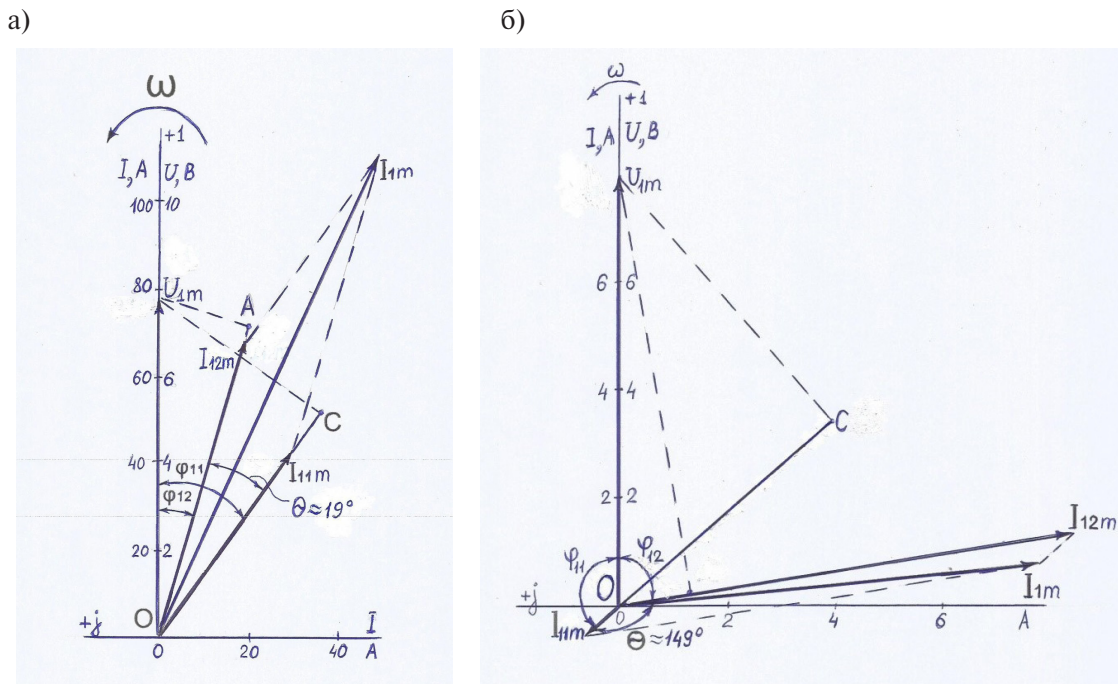 а)
б)
ω
+1
I, A U, B
I1m
100 10
80
U1m
A
I12m
60 6
C
40 4
φ11
I11m
φ12
Θ≈19°
20 2
O
+j
I
0 20 40 A
ω
+1
I, A U, B
U1m
6 6
4 4
C
2 2
I12m
φ11 φ12
O
I1m
+j
0 2 4 6 A
I11m
Θ≈149°